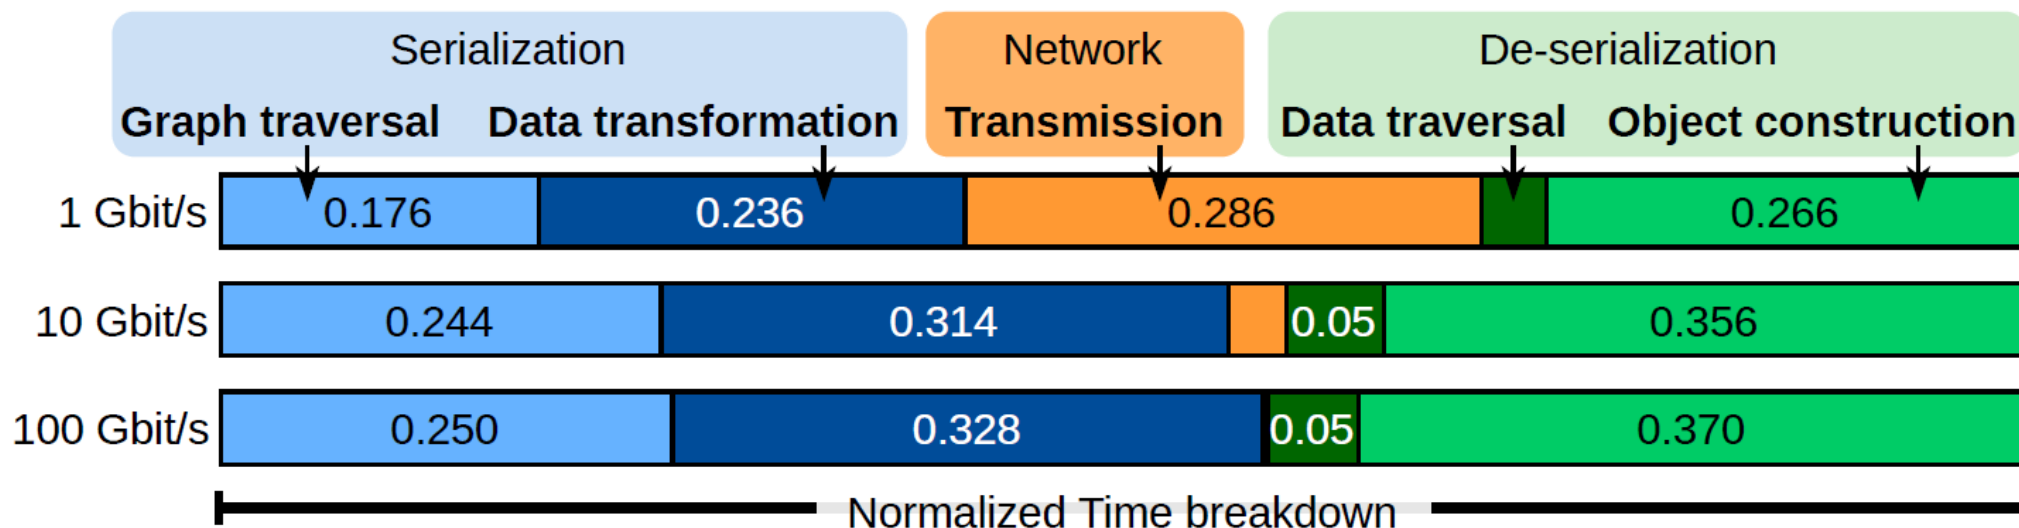 Serialization Network De-serialization
Graph traversal Data transformation Transmission Data traversal Object construction
1 Gbit/s 0.176 0.236 0.286 0.266
10 Gbit/s 0.244 0.314 0.05 0.356
100 Gbit/s 0.250 0.328 0.05 0.370
Normalized Time breakdown